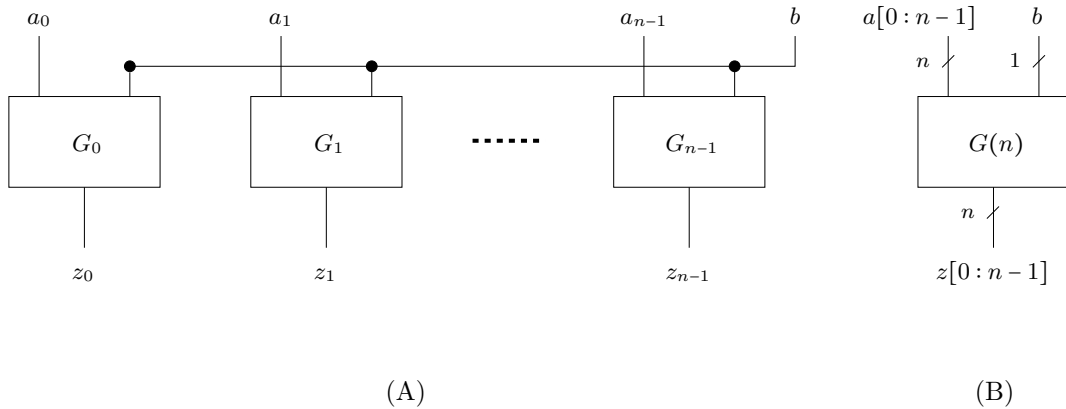 a₀ a₁ aₙ₋₁ b a[0 : n − 1] b
n 1
G₀ G₁ Gₙ₋₁ G(n)
n
z₀ z₁ zₙ₋₁ z[0 : n − 1]
(A) (B)